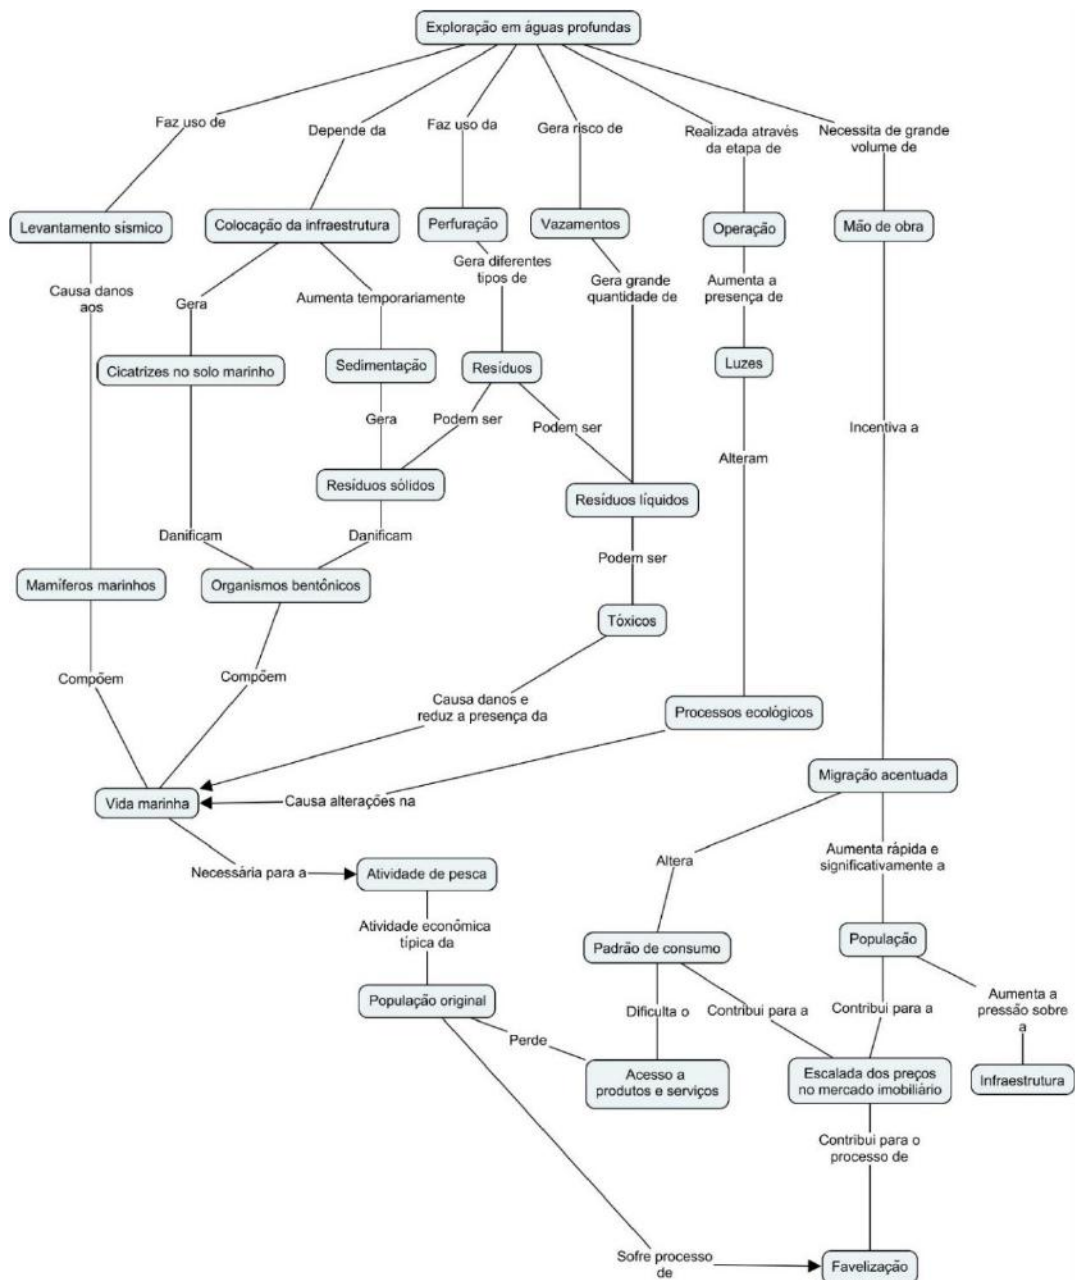 Exploração em águas profundas
Faz uso de
Depende da
Faz uso da
Gera risco de
Realizada através
da etapa de
Necessita de grande
volume de
Levantamento sísmico
Colocação da infraestrutura
Perfuração
Vazamentos
Operação
Mão de obra
Causa danos
aos
Gera
Aumenta temporariamente
Gera diferentes
tipos de
Gera grande
quantidade de
Aumenta a
presença de
Cicatrizes no solo marinho
Sedimentação
Resíduos
Luzes
Gera
Podem ser
Podem ser
Incentiva a
Alteram
Resíduos sólidos
Resíduos líquidos
Danificam
Danificam
Podem ser
Mamíferos marinhos
Organismos bentônicos
Tóxicos
Compõem
Compõem
Causa danos e
reduz a presença da
Processos ecológicos
Migração acentuada
Vida marinha
Causa alterações na
Necessária para a
Atividade de pesca
Altera
Aumenta rápida e
significativamente a
Atividade econômica
típica da
Padrão de consumo
População
População original
Dificulta o
Contribui para a
Contribui para a
Aumenta a
pressão sobre
a
Perde
Acesso a
produtos e serviços
Escalada dos preços
no mercado imobiliário
Infraestrutura
Contribui para o
processo de
Sofre processo
de
Favelização